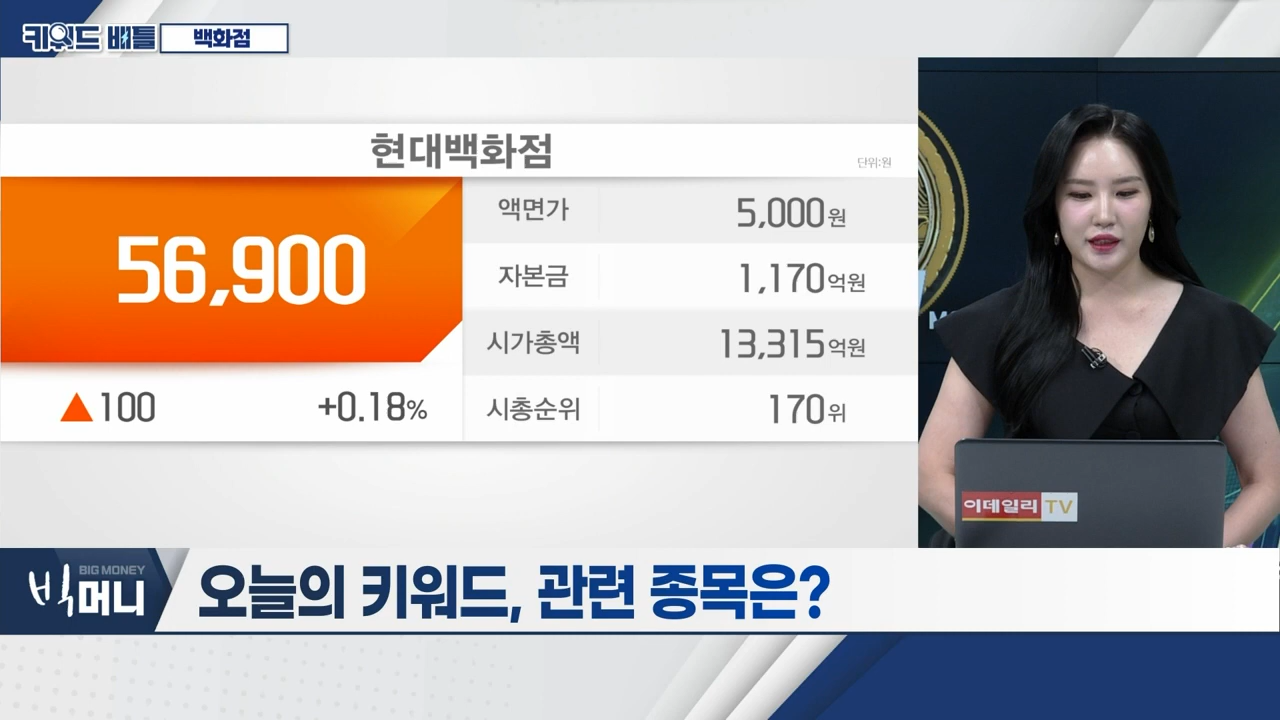 키워드 배틀 백화점
현대백화점
단위:원
56,900
▲100 +0.18%
액면가 5,000원
자본금 1,170억원
시가총액 13,315억원
시총순위 170위
M
이데일리TV
BIG MONEY
빅머니
오늘의 키워드, 관련 종목은?